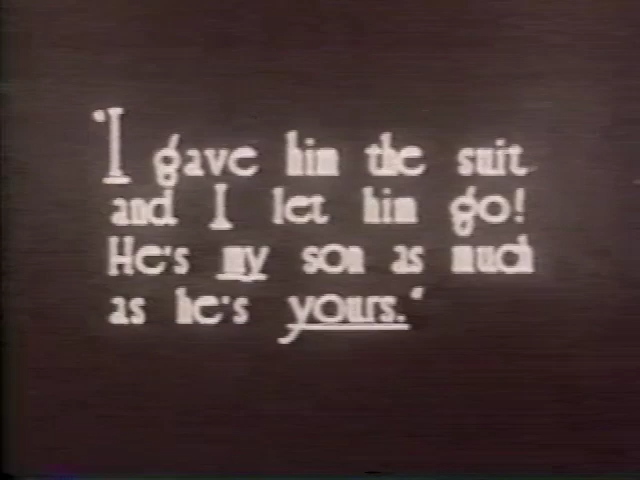 "I gave him the suit
and I let him go!
He's my son as much
as he's yours."